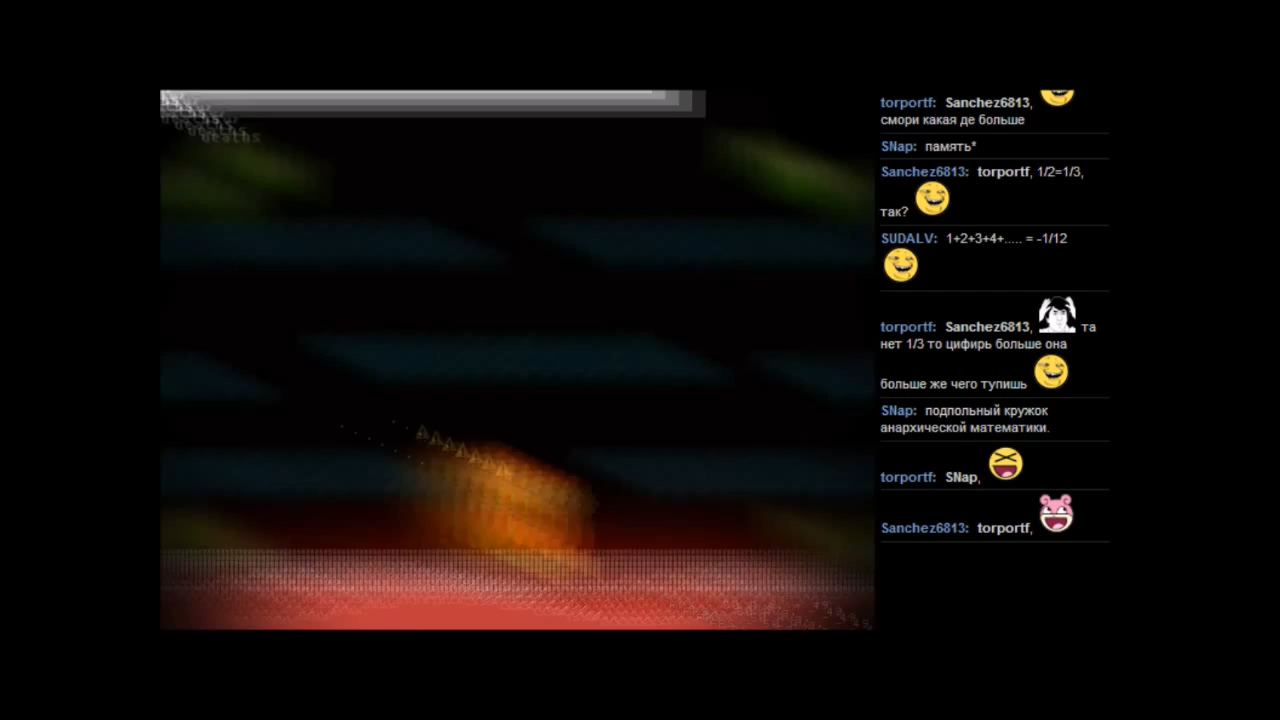 deaths
torportf: Sanchez6813,
смори какая де больше
SNap: память*
Sanchez6813: torportf, 1/2=1/3,
так?
SUDALV: 1+2+3+4+..... = -1/12
torportf: Sanchez6813, та
нет 1/3 то цифирь больше она
больше же чего тупишь
SNap: подпольный кружок
анархической математики.
torportf: SNap,
Sanchez6813: torportf,